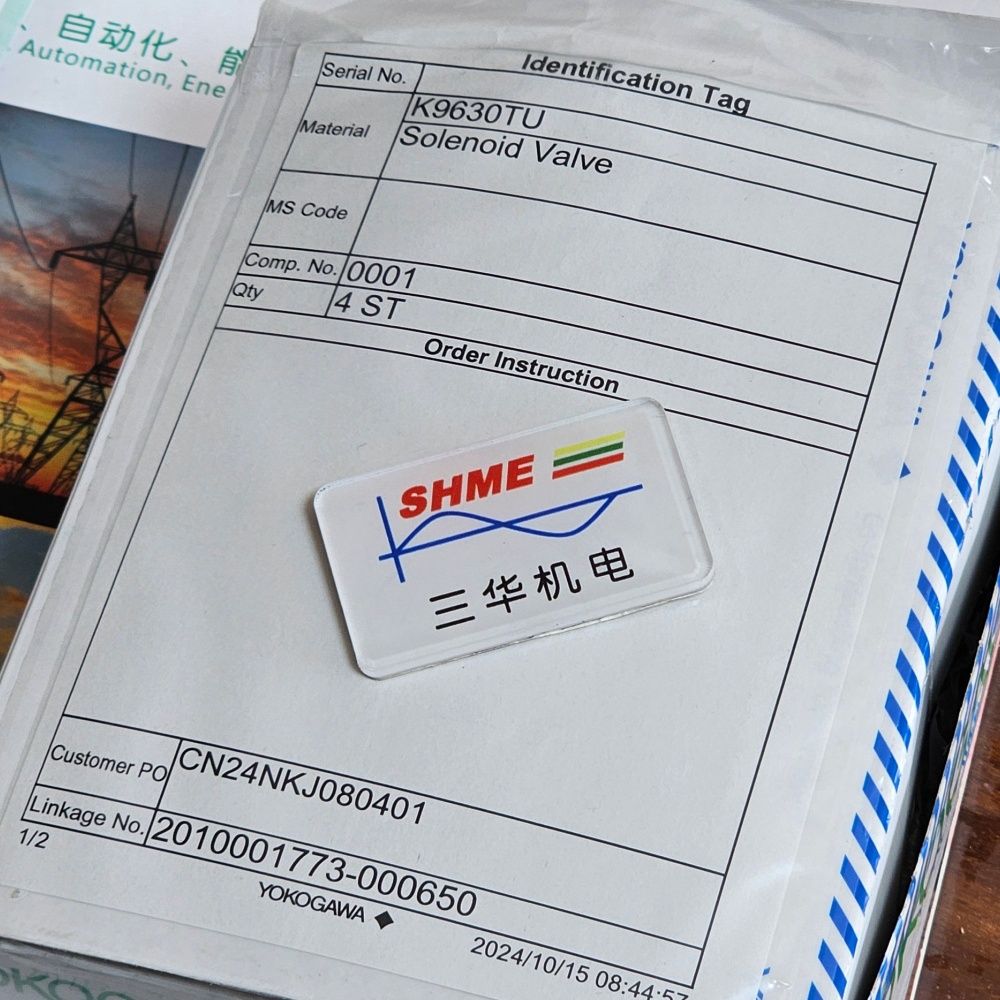 、自动化、能
Automation, Ene
Identification Tag
Serial No.
Material K9630TU
Solenoid Valve
MS Code
Comp. No. 0001
Qty 4 ST
Order Instruction
SHME
三华机电
Customer PO CN24NKJ080401
Linkage No. 2010001773-000650
1/2
YOKOGAWA
2024/10/15 08:44:57